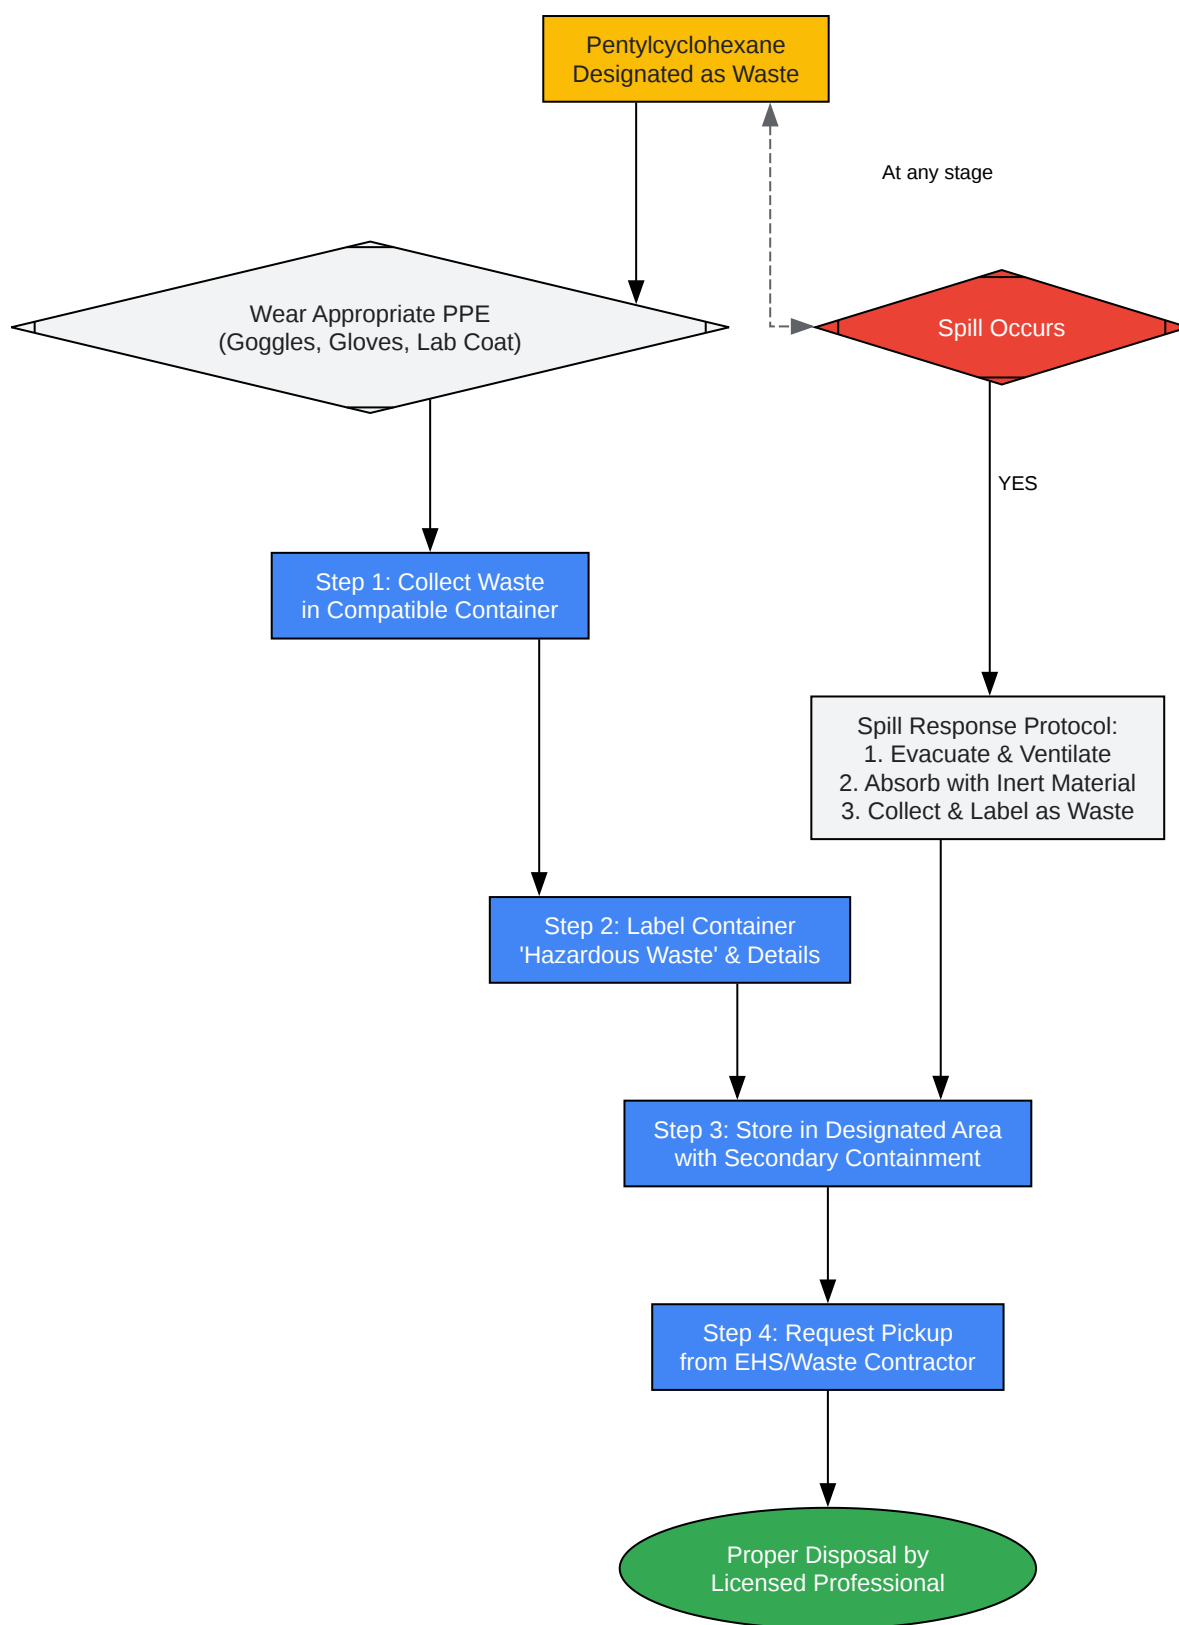 Pentylcyclohexane
Designated as Waste
At any stage
Wear Appropriate PPE
(Goggles, Gloves, Lab Coat)
Spill Occurs
YES
Step 1: Collect Waste
in Compatible Container
Spill Response Protocol:
1. Evacuate & Ventilate
2. Absorb with Inert Material
3. Collect & Label as Waste
Step 2: Label Container
'Hazardous Waste' & Details
Step 3: Store in Designated Area
with Secondary Containment
Step 4: Request Pickup
from EHS/Waste Contractor
Proper Disposal by
Licensed Professional